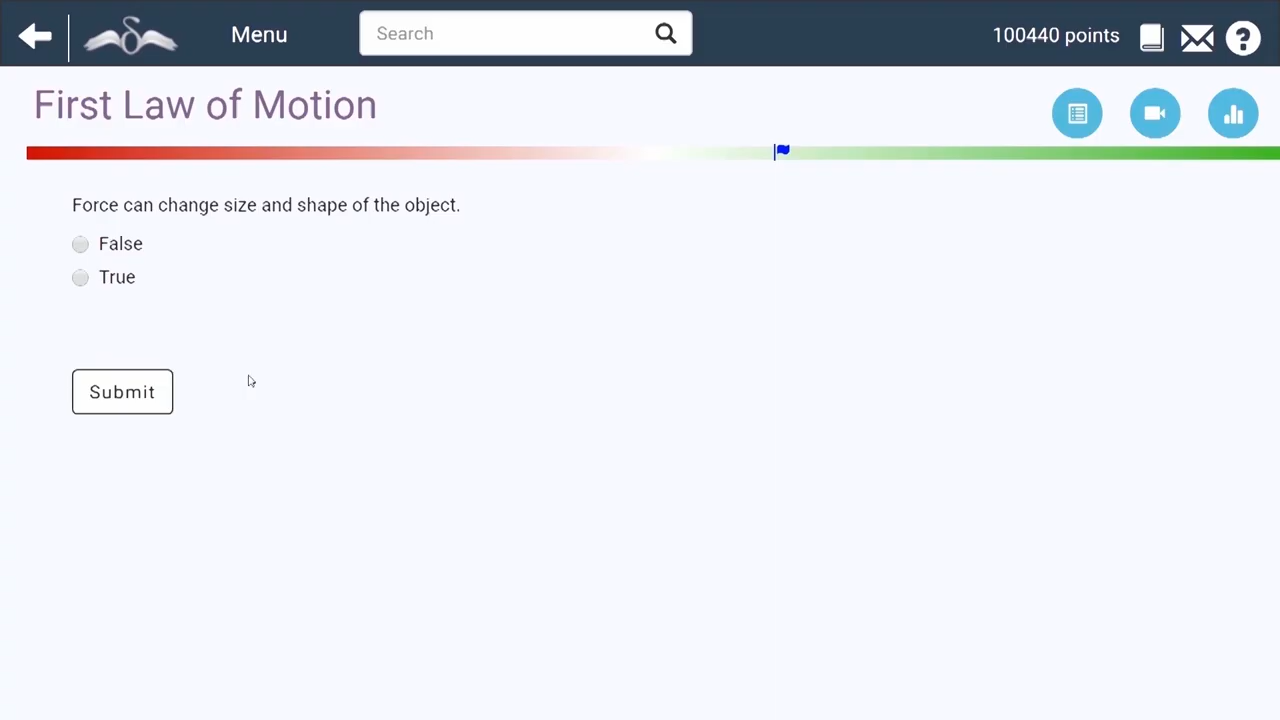 Menu
Search
100440 points
First Law of Motion
Force can change size and shape of the object.
False
True
Submit